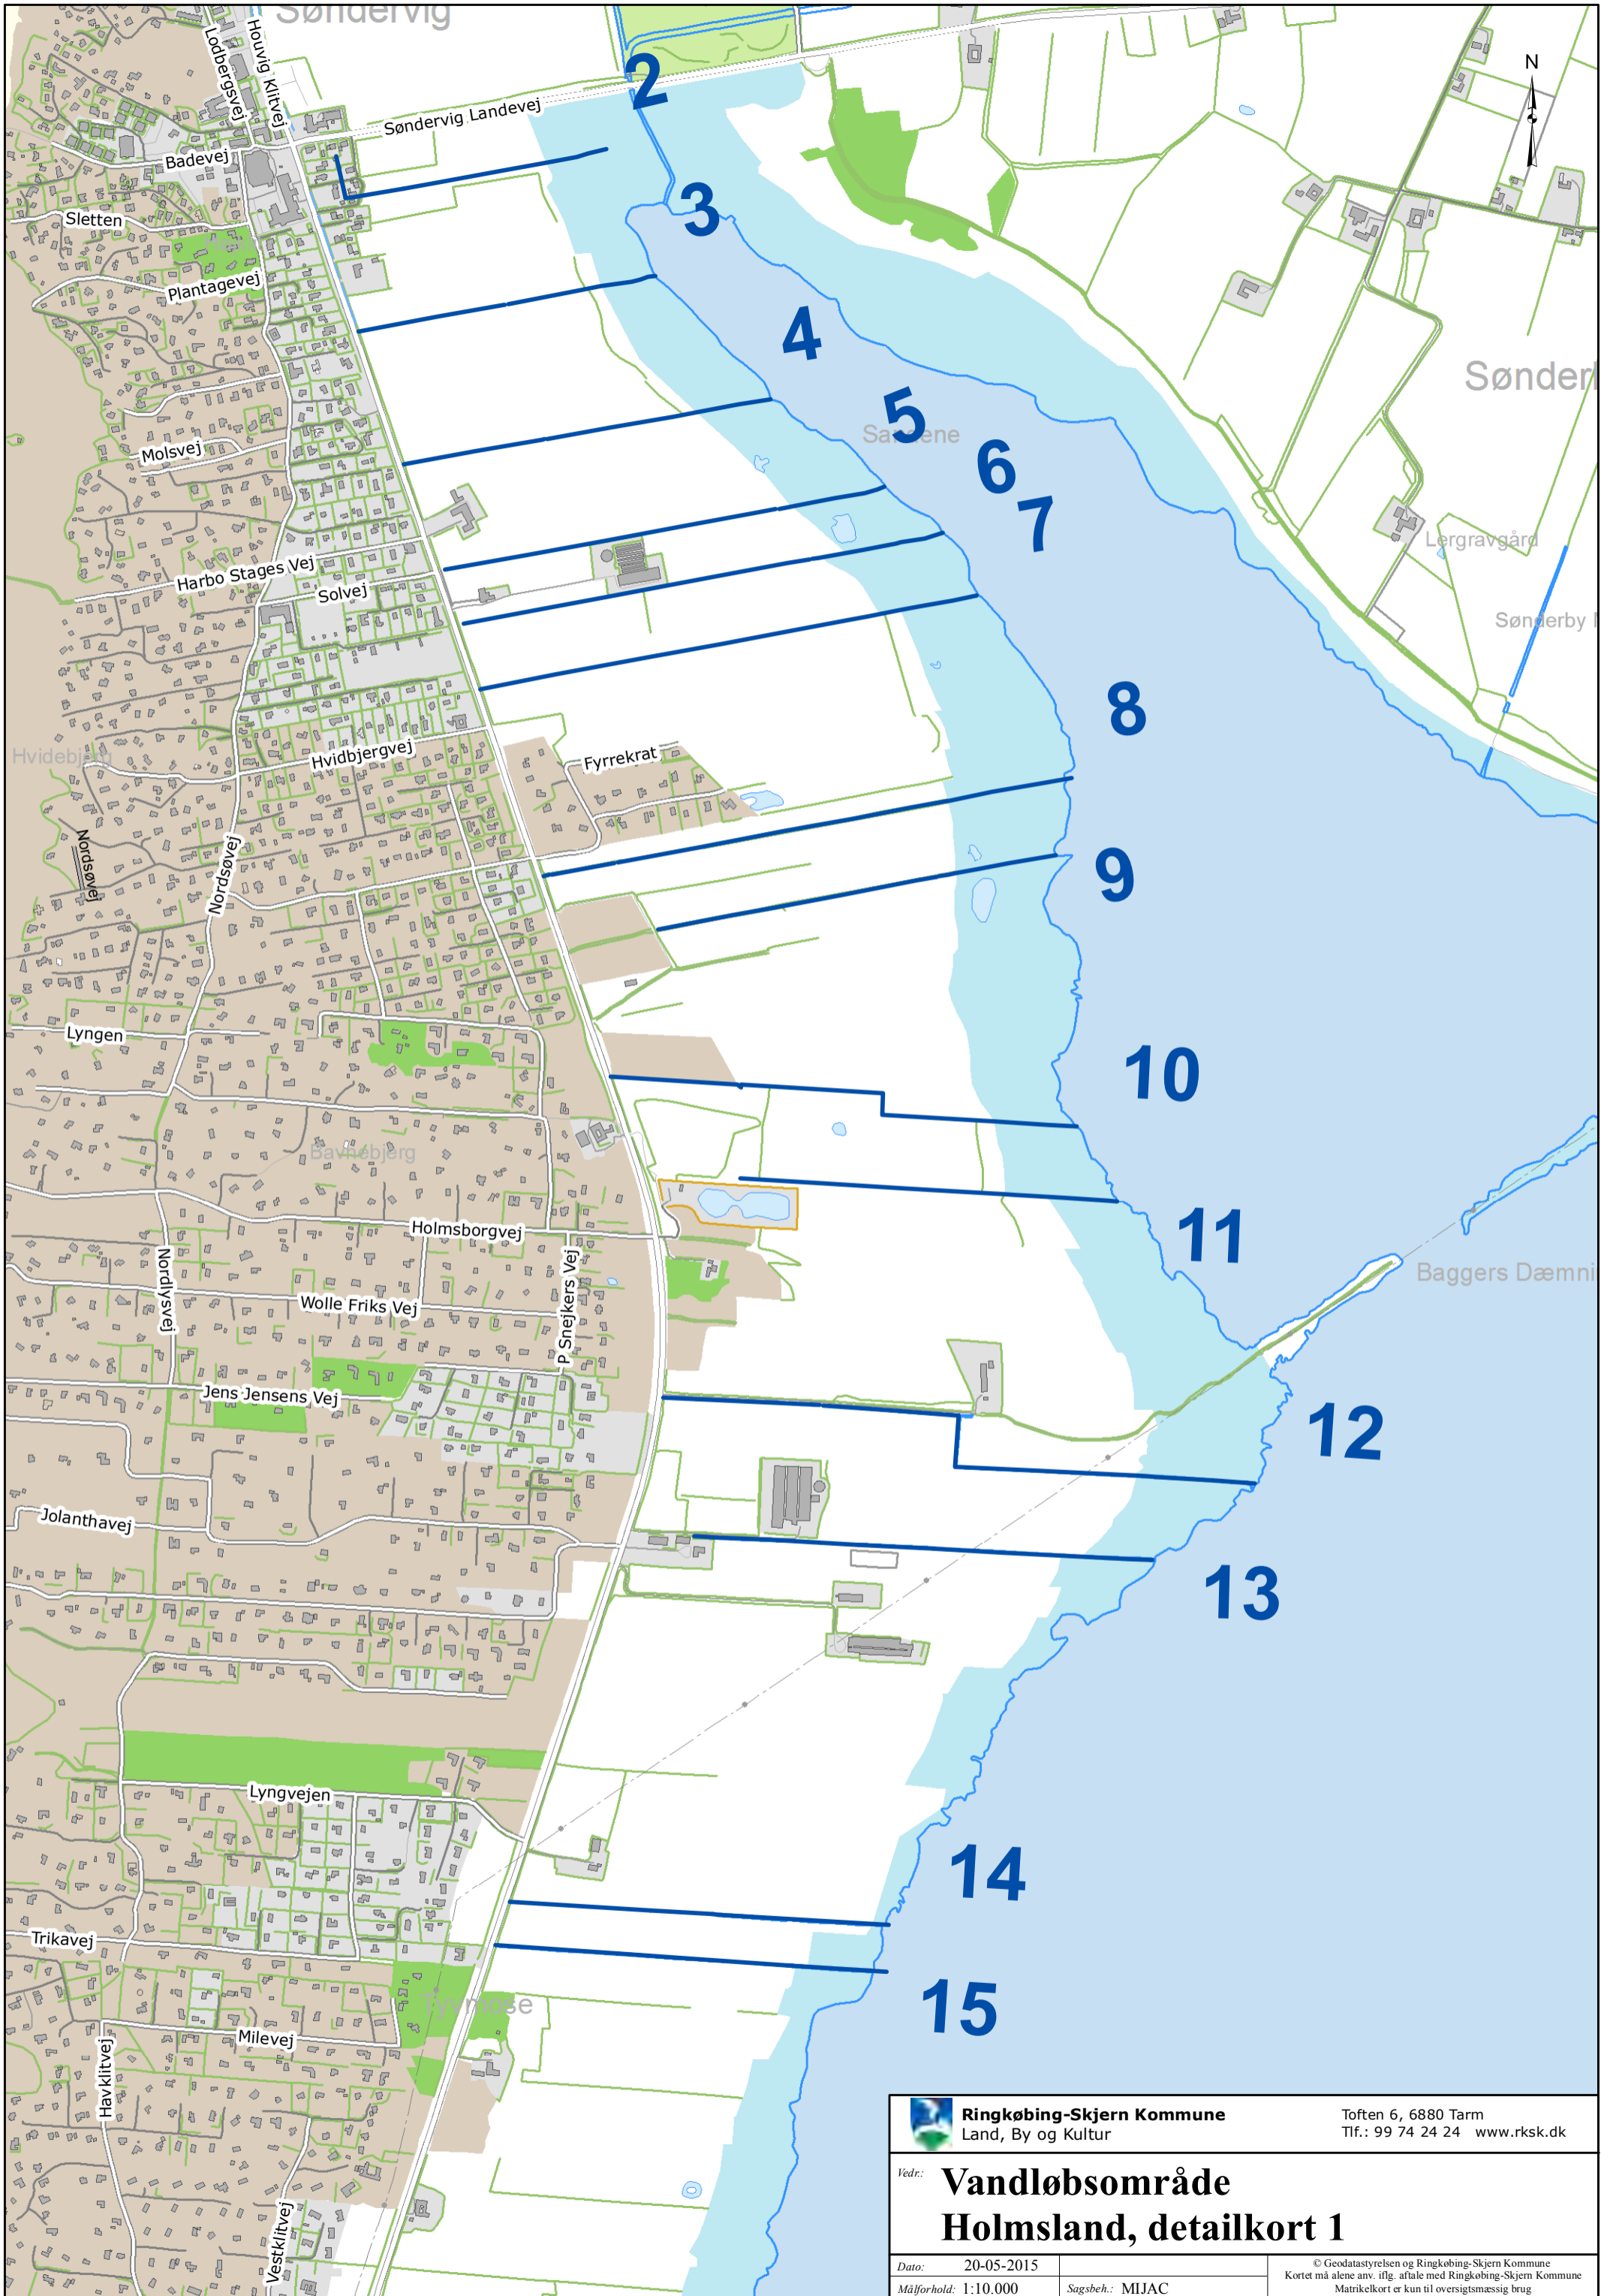 Søndervig
Lodbergsvej
Houvig Klitvej
2
N
Søndervig Landevej
Badevej
3
Sletten
Plantagevej
4
Sønder
5
Molsvej
6
7
Lergravgård
Harbo Stages Vej
Solvej
Sønderby
8
Hvidbjergvej
Fyrrekrat
Nordsøvej
Nordsøvej
9
Lyngen
10
Bavnebjerg
11
Holmsborgvej
Nordlysvej
P Snejkers Vej
Baggers Dæmni
Wolle Friks Vej
Jens Jensens Vej
12
Jolanthavej
13
Lyngvejen
14
Trikavej
Tyvmose
15
Milevej
Havklitvej
Vestklitvej
Ringkøbing-Skjern Kommune
Land, By og Kultur
Toften 6, 6880 Tarm
Tlf.: 99 74 24 24 www.rksk.dk
Vedr.: Vandløbsområde
Holmsland, detailkort 1
Dato: 20-05-2015
Målforhold: 1:10.000
Sagsbeh.: MIJAC
© Geodatastyrelsen og Ringkøbing-Skjern Kommune
Kortet må alene anv. iflg. aftale med Ringkøbing-Skjern Kommune
Matrikelkort er kun til oversigtsmæssig brug